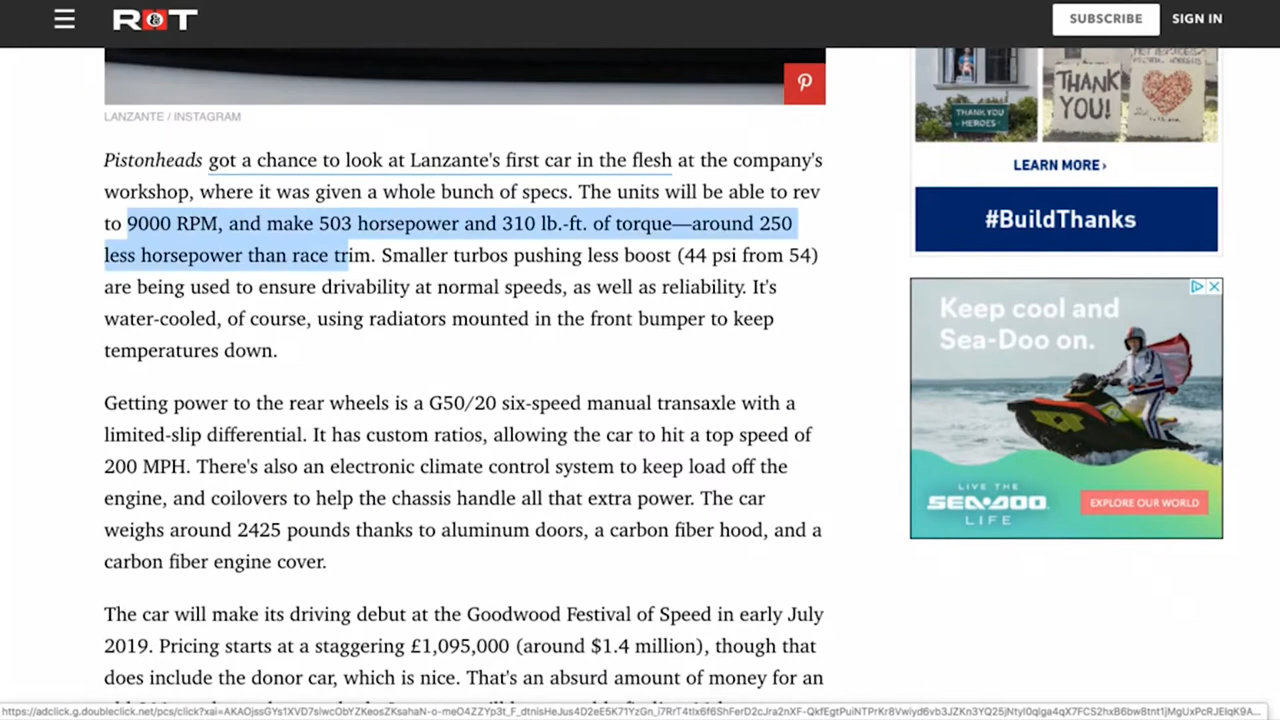 R&T
SUBSCRIBE
SIGN IN
LANZANTE / INSTAGRAM
Pistonheads got a chance to look at Lanzante's first car in the flesh at the company's
workshop, where it was given a whole bunch of specs. The units will be able to rev
to 9000 RPM, and make 503 horsepower and 310 lb.-ft. of torque—around 250
less horsepower than race trim. Smaller turbos pushing less boost (44 psi from 54)
are being used to ensure drivability at normal speeds, as well as reliability. It's
water-cooled, of course, using radiators mounted in the front bumper to keep
temperatures down.
Getting power to the rear wheels is a G50/20 six-speed manual transaxle with a
limited-slip differential. It has custom ratios, allowing the car to hit a top speed of
200 MPH. There's also an electronic climate control system to keep load off the
engine, and coilovers to help the chassis handle all that extra power. The car
weighs around 2425 pounds thanks to aluminum doors, a carbon fiber hood, and a
carbon fiber engine cover.
The car will make its driving debut at the Goodwood Festival of Speed in early July
2019. Pricing starts at a staggering £1,095,000 (around $1.4 million), though that
does include the donor car, which is nice. That's an absurd amount of money for an
THANK YOU
HEROES
THANK
YOU!
LEARN MORE ›
#BuildThanks
Keep cool and
Sea-Doo on.
LIVE THE
SEA-DOO
LIFE
EXPLORE OUR WORLD